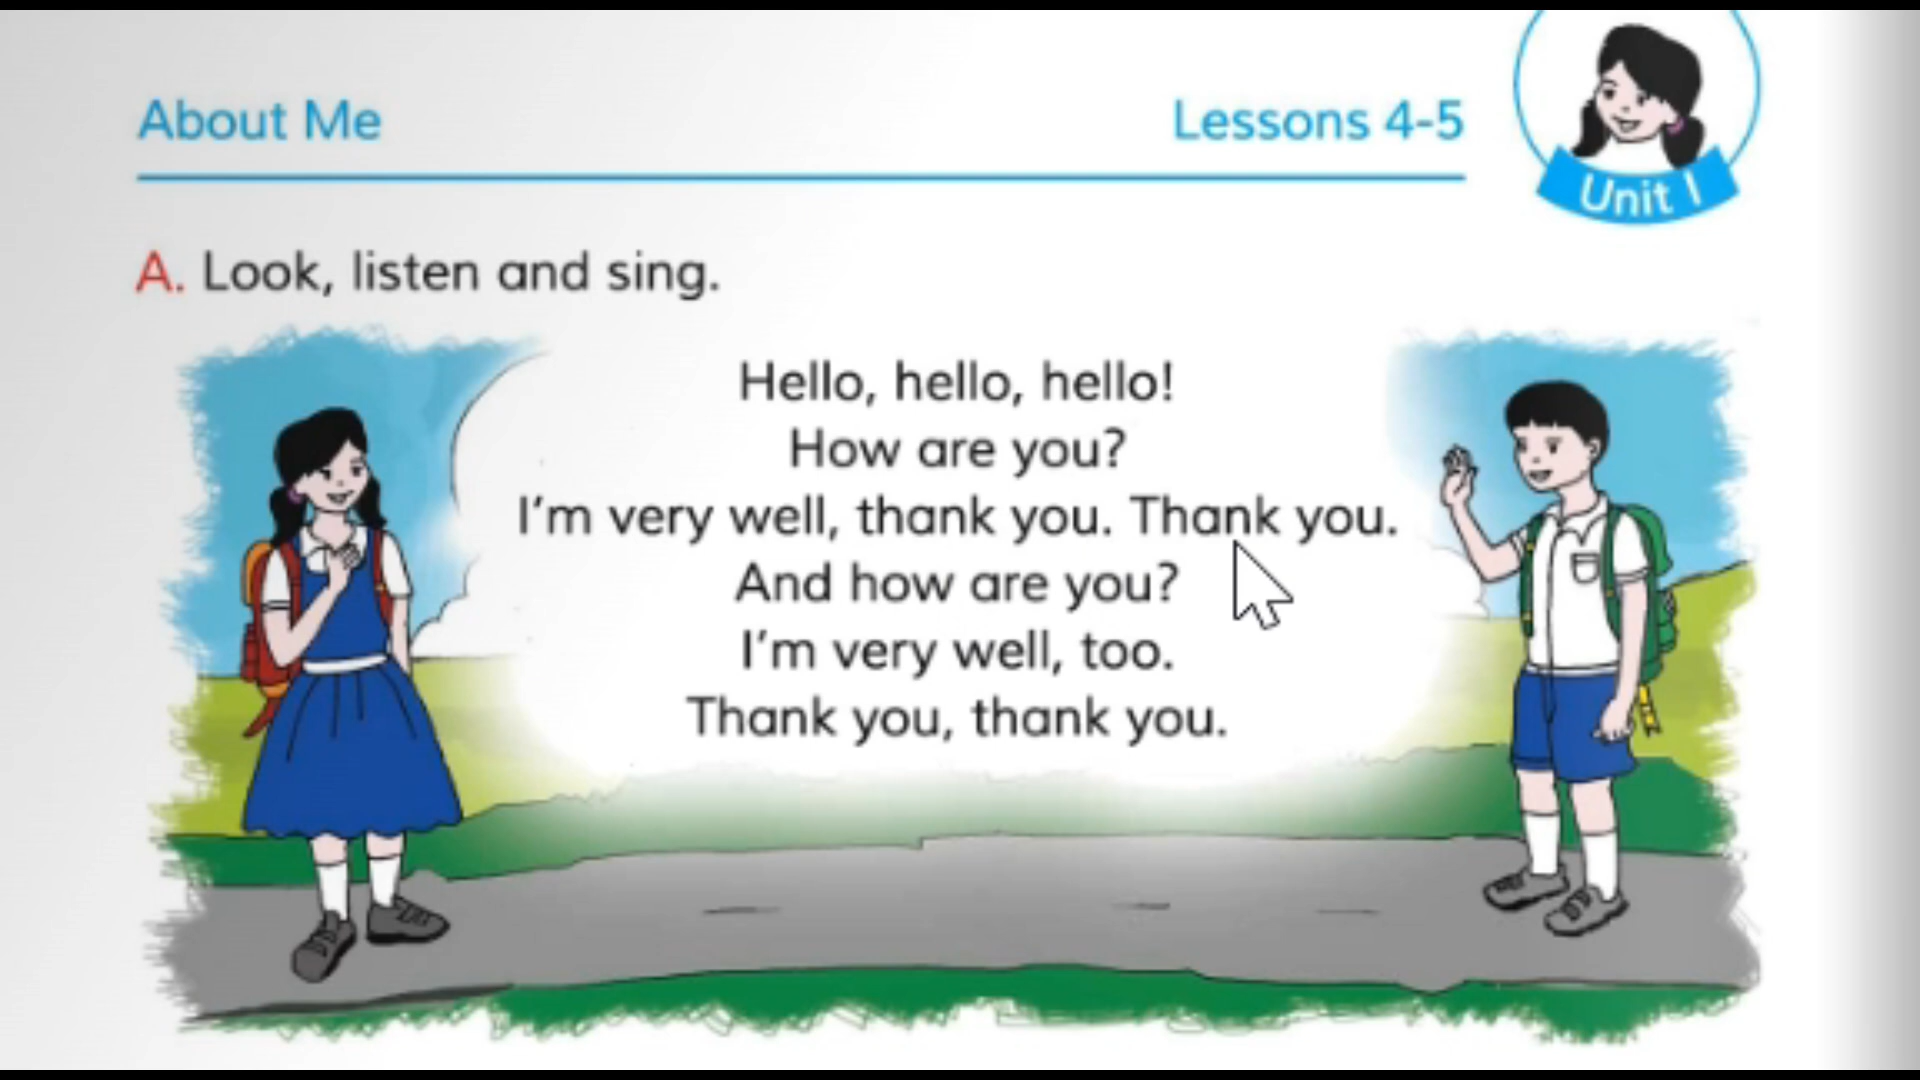 About Me
Lessons 4-5
Unit 1
A. Look, listen and sing.
Hello, hello, hello!
How are you?
I'm very well, thank you. Thank you.
And how are you?
I'm very well, too.
Thank you, thank you.